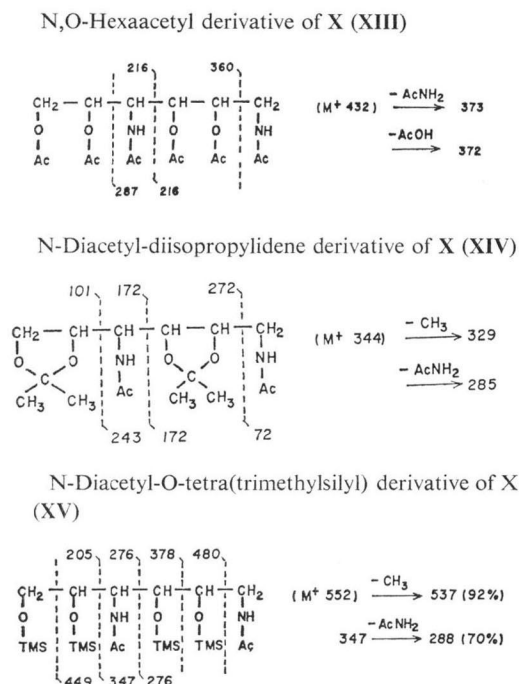 N,O-Hexaacetyl derivative of X (XIII)
216 360
CH2 — CH — CH — CH — CH — CH2
O O NH O O NH
Ac Ac Ac Ac Ac Ac
287 216
(M+ 432) – AcNH2 → 373
–AcOH → 372
N-Diacetyl-diisopropylidene derivative of X (XIV)
101 172 272
CH2 — CH — CH — CH — CH — CH2
O O NH O O NH
C Ac C Ac
CH3 CH3 CH3 CH3
243 172 72
(M+ 344) – CH3 → 329
– AcNH2 → 285
N-Diacetyl-O-tetra(trimethylsilyl) derivative of X
(XV)
205 276 378 480
CH2 — CH — CH — CH — CH — CH2
O O NH O O NH
TMS TMS Ac TMS TMS Ac
449 347 276
(M+ 552) – CH3 → 537 (92%)
347 –AcNH2 → 288 (70%)